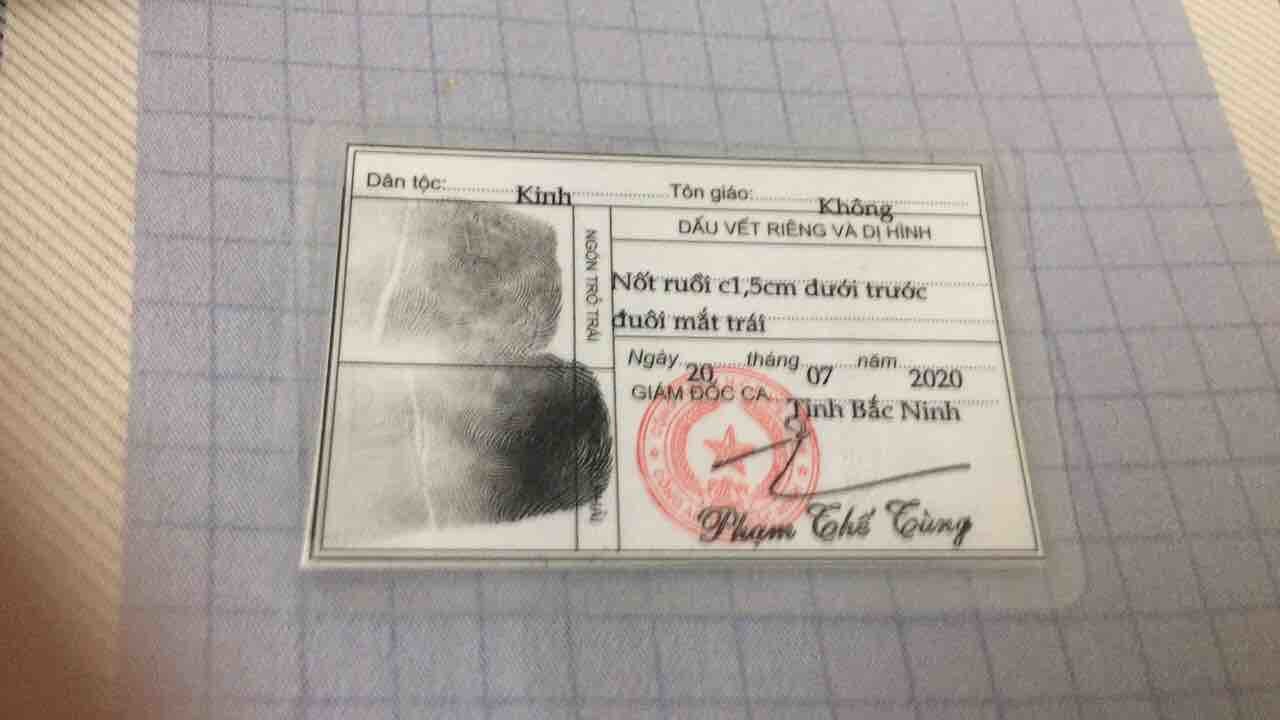 Dân tộc: Kinh Tôn giáo: Không
DẤU VẾT RIÊNG VÀ DỊ HÌNH
NGÓN TRỎ TRÁI
Nốt ruồi c1,5cm dưới trước
đuôi mắt trái
Ngày 20 tháng 07 năm 2020
GIÁM ĐỐC CA Tỉnh Bắc Ninh
Phạm Thế Tùng